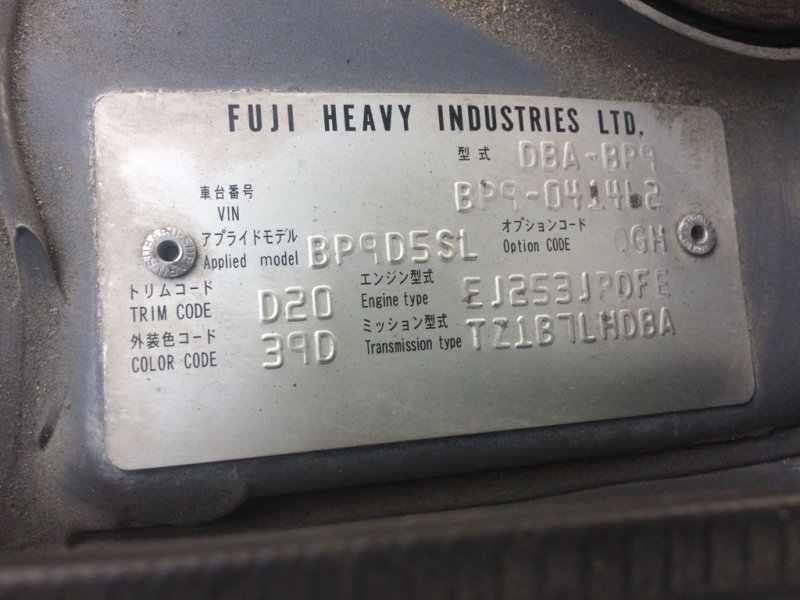 FUJI HEAVY INDUSTRIES LTD.
型式 DBA-BP9
車台番号 VIN BP9-041462
アプライドモデル Applied model BP9D5SL オプションコード Option CODE QGH
トリムコード TRIM CODE D20 エンジン型式 Engine type EJ253JPDFE
外装色コード COLOR CODE 39D ミッション型式 Transmission type TZ1B7LHDBA